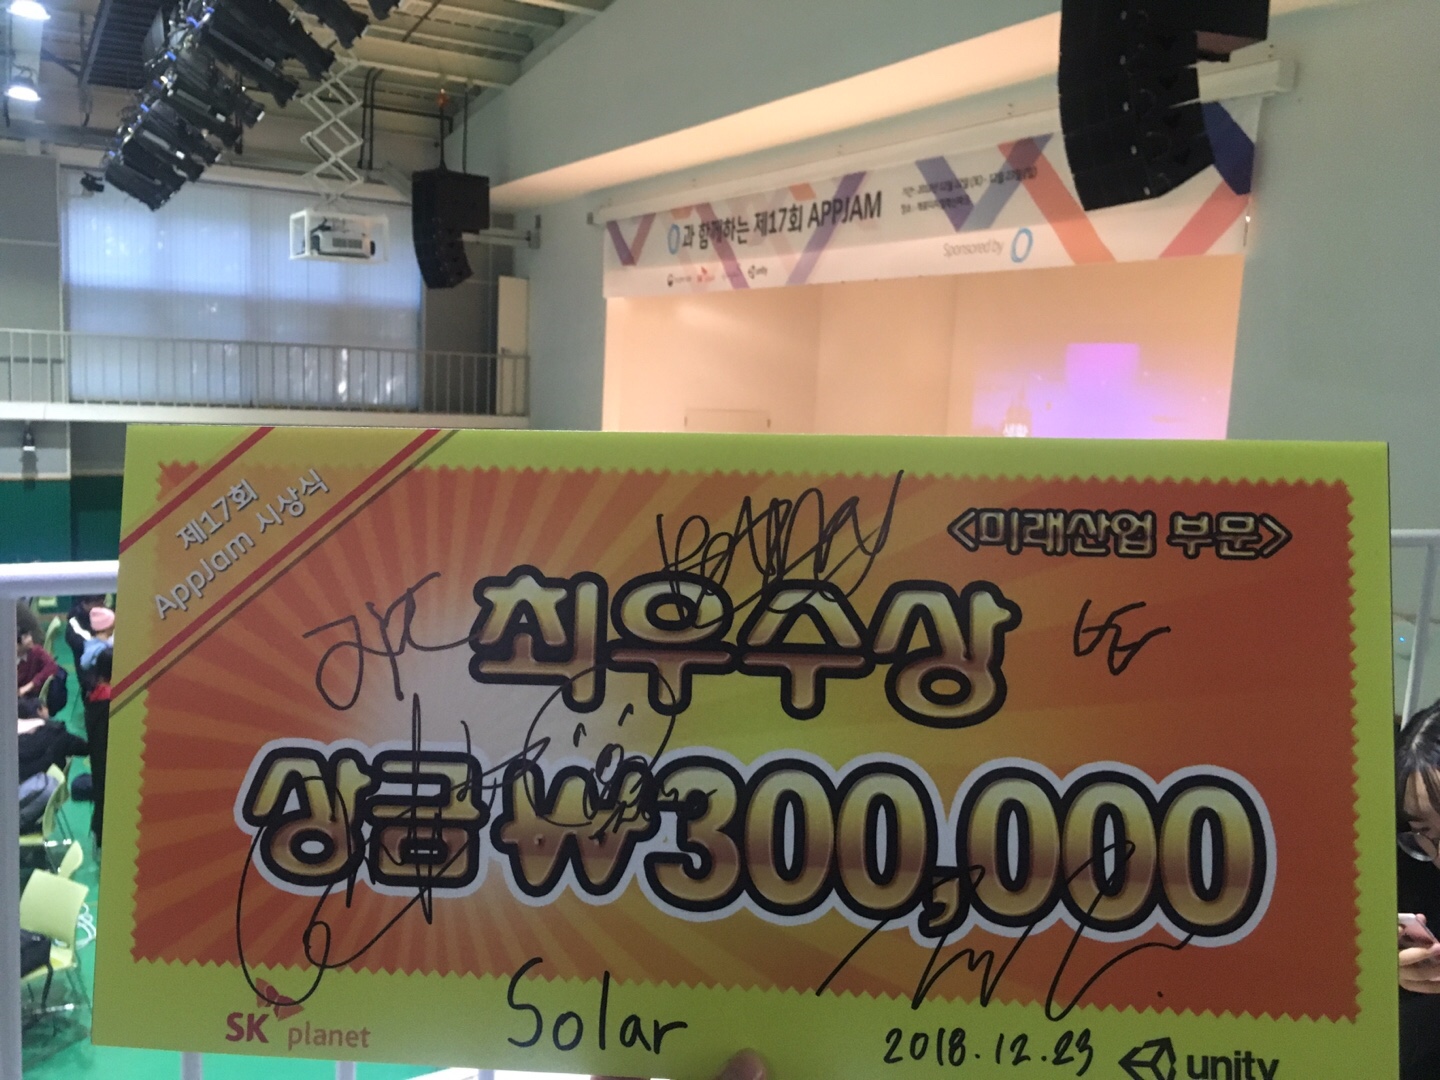 과 함께하는 제17회 APPJAM
Sponsored by
unity
제17회
AppJam 시상식
<미래산업 부문>
최우수상
상금 ₩300,000
SK planet
Solar
2018.12.23
unity